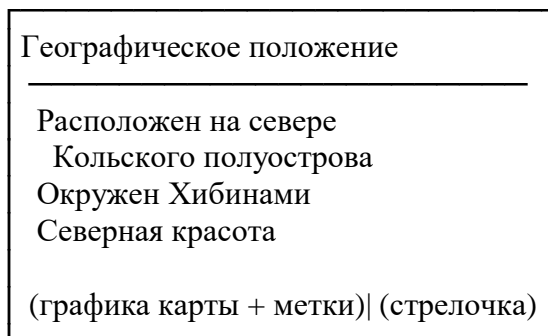 Географическое положение
Расположен на севере
Кольского полуострова
Окружен Хибинами
Северная красота
(графика карты + метки)| (стрелочка)